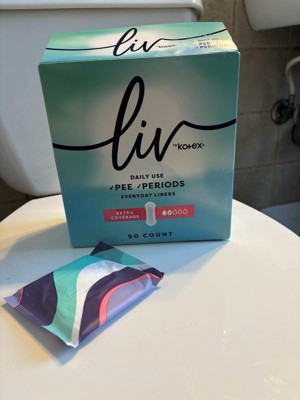 liv
liv
by Kotex®
DAILY USE
✓PEE ✓PERIODS
EVERYDAY LINERS
EXTRA
COVERAGE
50 COUNT